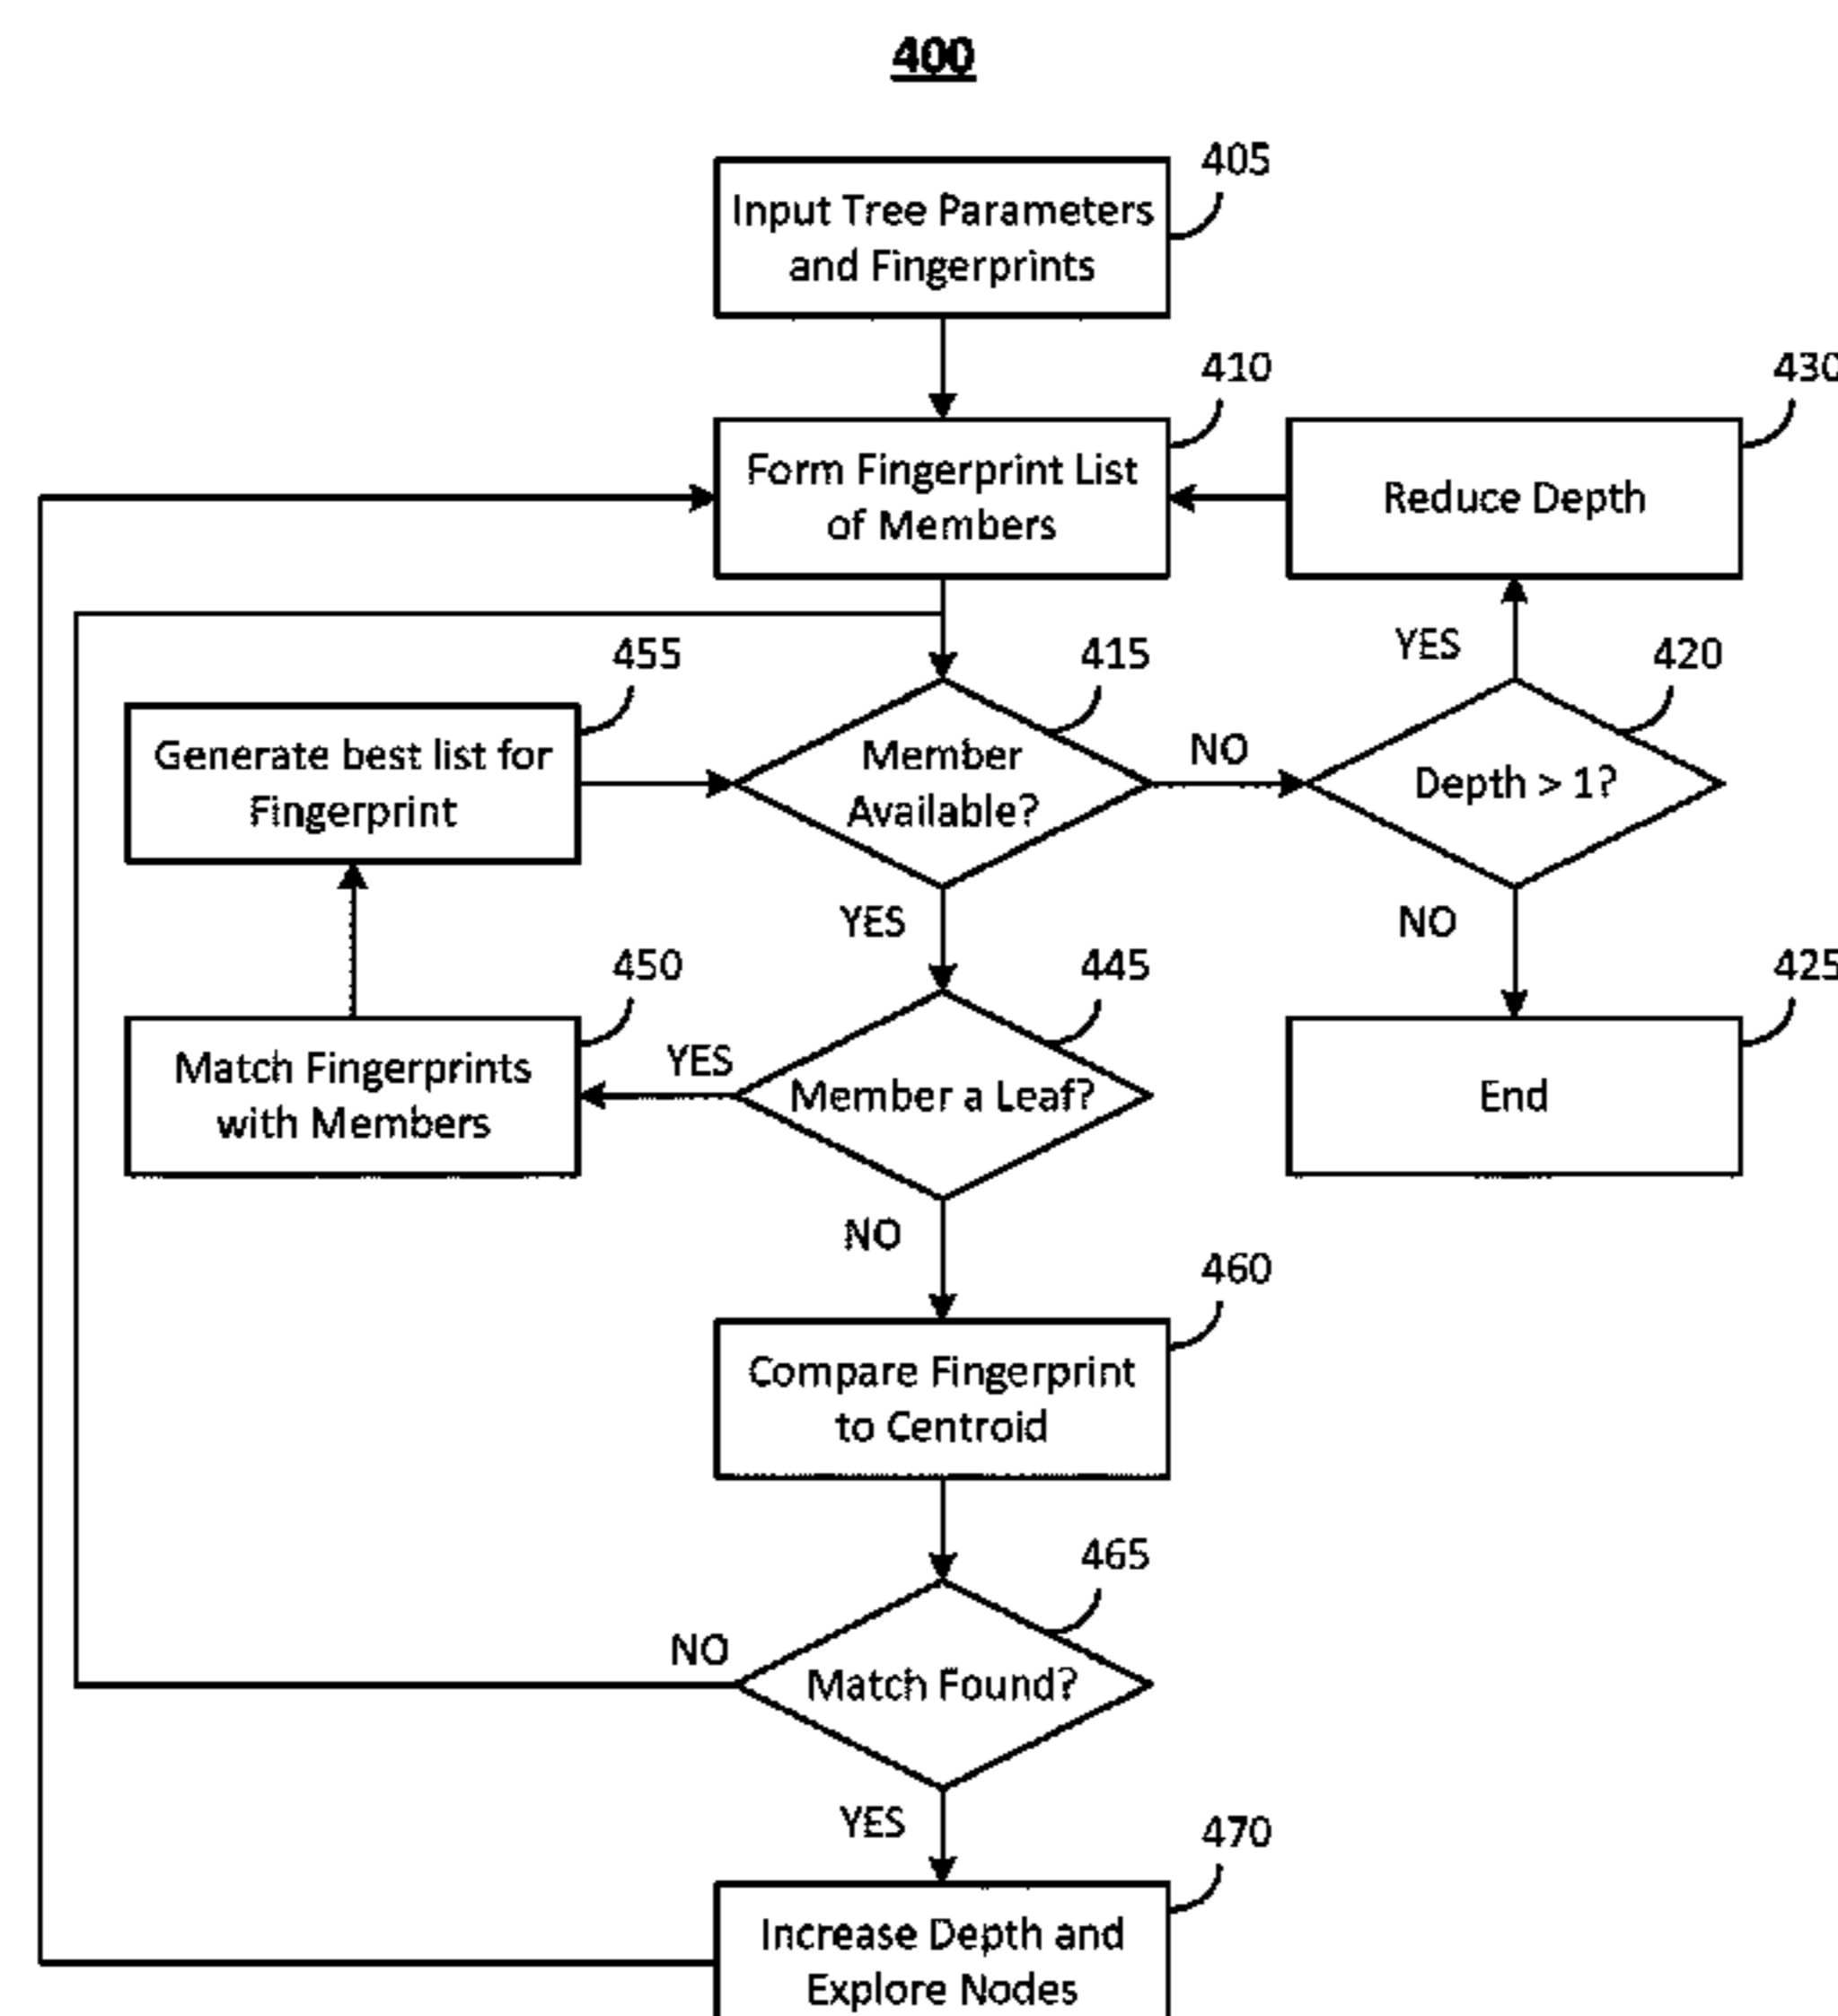 400
405
Input Tree Parameters
and Fingerprints
410
430
Form Fingerprint List
of Members
Reduce Depth
455
415
YES
420
Generate best list for
Fingerprint
Member
Available?
NO
Depth > 1?
YES
NO
450
445
425
Match Fingerprints
with Members
YES
Member a Leaf?
End
NO
460
Compare Fingerprint
to Centroid
465
NO
Match Found?
YES
470
Increase Depth and
Explore Nodes